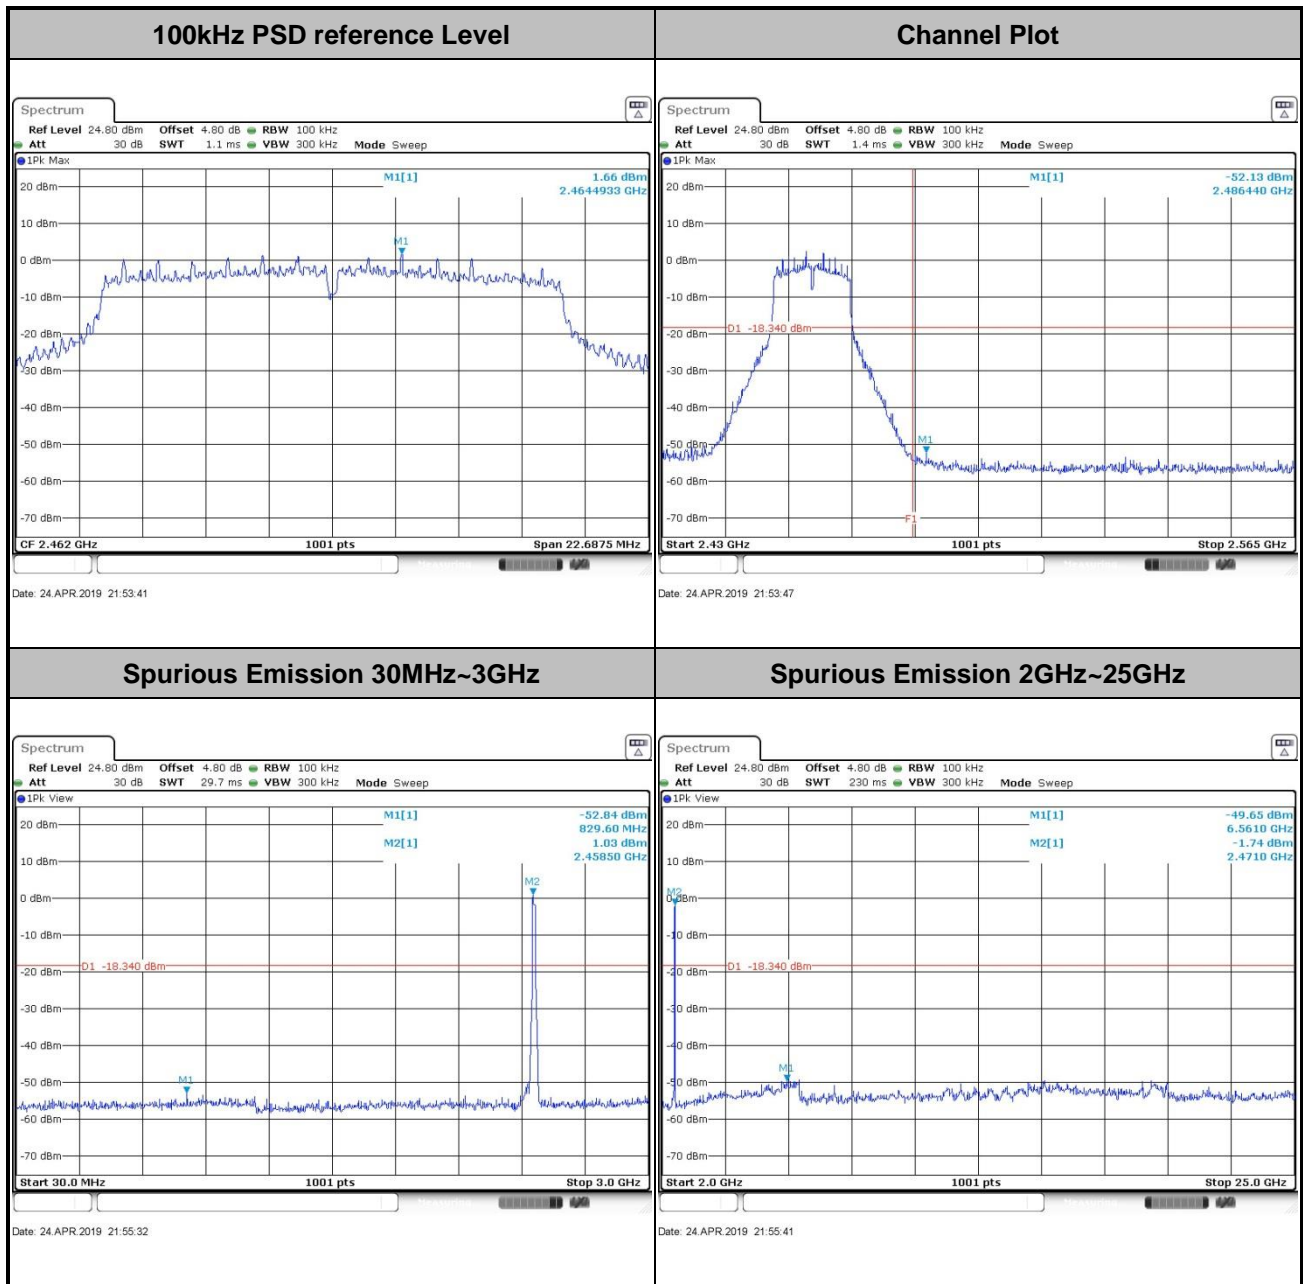 100kHz PSD reference Level
Channel Plot
Spectrum
Ref Level 24.80 dBm Offset 4.80 dB RBW 100 kHz
Att 30 dB SWT 1.1 ms VBW 300 kHz Mode Sweep
1Pk Max
M1[1] 1.66 dBm
2.4644933 GHz
20 dBm
10 dBm
M1
0 dBm
-10 dBm
-20 dBm
-30 dBm
-40 dBm
-50 dBm
-60 dBm
-70 dBm
CF 2.462 GHz 1001 pts Span 22.6875 MHz
Measuring
Date: 24.APR.2019 21:53:41
Spectrum
Ref Level 24.80 dBm Offset 4.80 dB RBW 100 kHz
Att 30 dB SWT 1.4 ms VBW 300 kHz Mode Sweep
1Pk Max
M1[1] -52.13 dBm
2.486440 GHz
20 dBm
10 dBm
0 dBm
-10 dBm
D1 -18.340 dBm
-20 dBm
-30 dBm
-40 dBm
M1
-50 dBm
-60 dBm
-70 dBm
F1
Start 2.43 GHz 1001 pts Stop 2.565 GHz
Measuring
Date: 24.APR.2019 21:53:47
Spurious Emission 30MHz~3GHz
Spurious Emission 2GHz~25GHz
Spectrum
Ref Level 24.80 dBm Offset 4.80 dB RBW 100 kHz
Att 30 dB SWT 29.7 ms VBW 300 kHz Mode Sweep
1Pk View
M1[1] -52.84 dBm
829.60 MHz
M2[1] 1.03 dBm
2.45850 GHz
20 dBm
10 dBm
M2
0 dBm
-10 dBm
D1 -18.340 dBm
-20 dBm
-30 dBm
-40 dBm
M1
-50 dBm
-60 dBm
-70 dBm
Start 30.0 MHz 1001 pts Stop 3.0 GHz
Measuring
Date: 24.APR.2019 21:55:32
Spectrum
Ref Level 24.80 dBm Offset 4.80 dB RBW 100 kHz
Att 30 dB SWT 230 ms VBW 300 kHz Mode Sweep
1Pk View
M1[1] -49.65 dBm
6.5610 GHz
M2[1] -1.74 dBm
2.4710 GHz
20 dBm
10 dBm
M2
0 dBm
-10 dBm
D1 -18.340 dBm
-20 dBm
-30 dBm
-40 dBm
M1
-50 dBm
-60 dBm
-70 dBm
Start 2.0 GHz 1001 pts Stop 25.0 GHz
Measuring
Date: 24.APR.2019 21:55:41